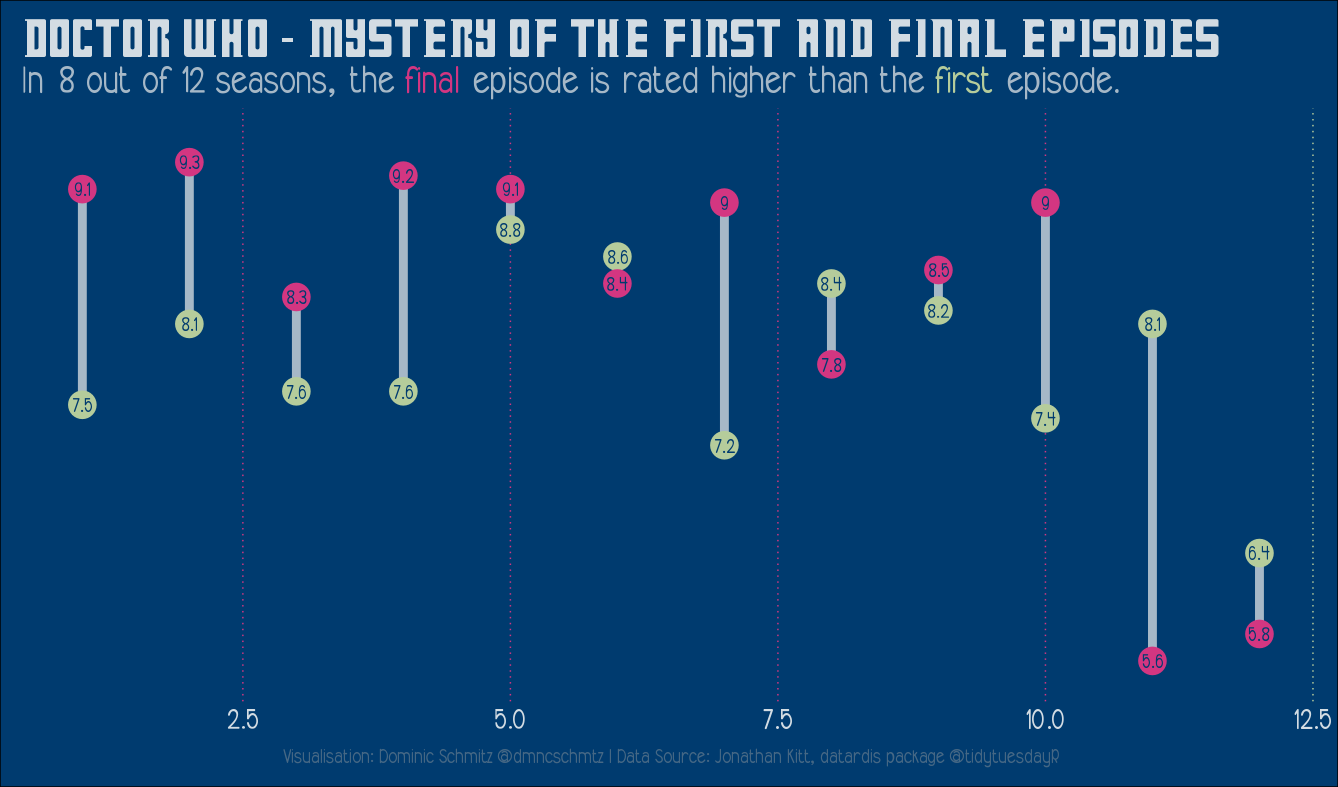 DOCTOR WHO - MYSTERY OF THE FIRST AND FINAL EPISODES
In 8 out of 12 seasons, the final episode is rated higher than the first episode.
9.1 9.3 8.3 9.2 9.1 8.6 9 8.4 8.5 9 8.1 6.4
7.5 8.1 7.6 7.6 8.8 8.4 7.2 7.8 8.2 7.4 5.6 5.8
2.5 5.0 7.5 10.0 12.5
Visualisation: Dominic Schmitz @dmncschmtz | Data Source: Jonathan Kitt, datardis package @tidytuesdayR